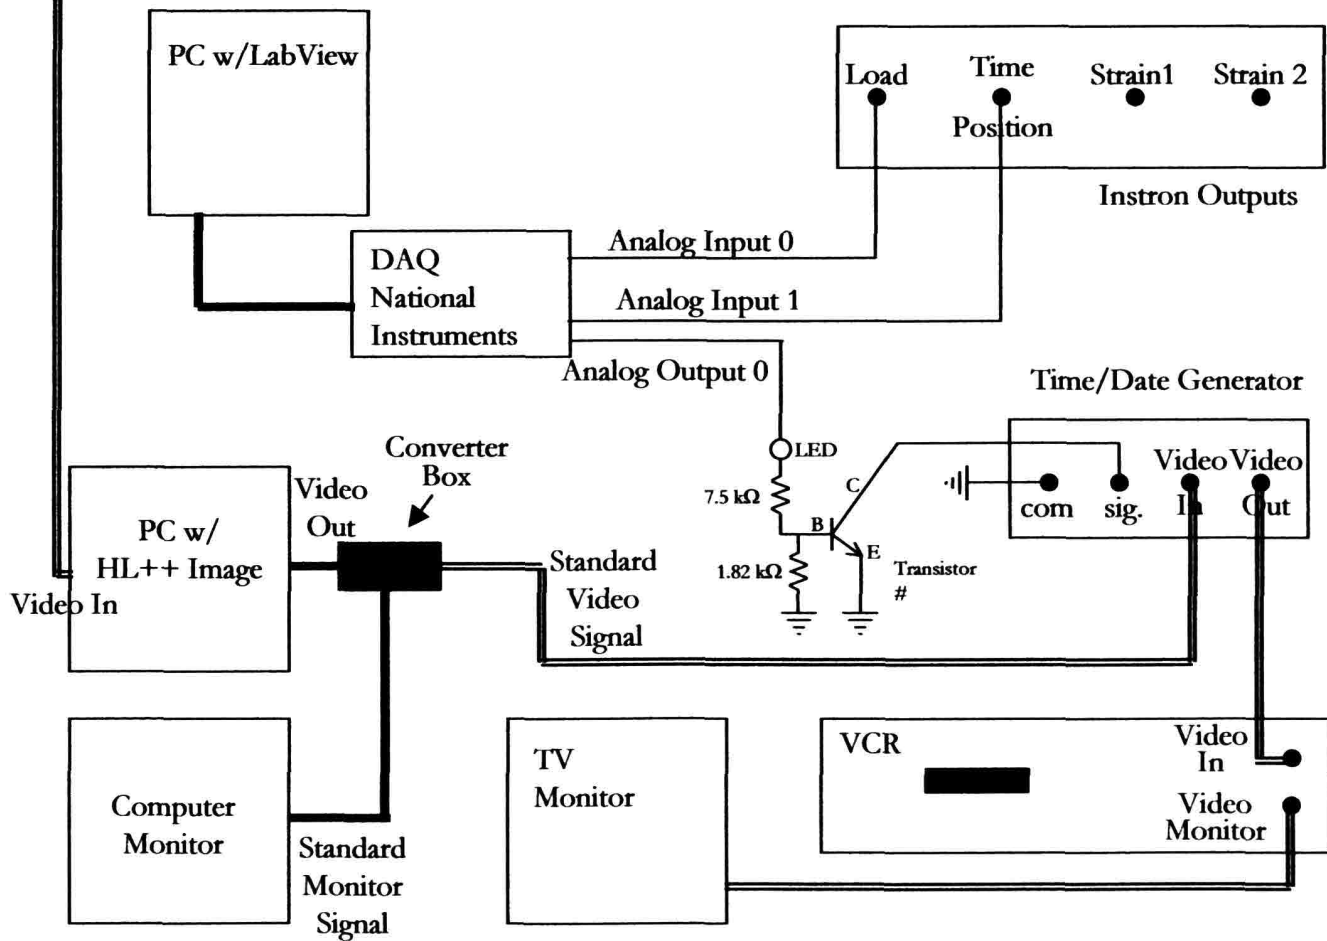 PC w/LabView
Load
Time
Position
Strain1
Strain 2
Instron Outputs
DAQ
National
Instruments
Analog Input 0
Analog Input 1
Analog Output 0
Time/Date Generator
LED
7.5 kΩ
C
B
E
1.82 kΩ
Transistor
#
com
sig.
Video
In
Video
Out
Converter
Box
Video
Out
PC w/
HL++ Image
Video In
Standard
Video
Signal
Computer
Monitor
Standard
Monitor
Signal
TV
Monitor
VCR
Video
In
Video
Monitor